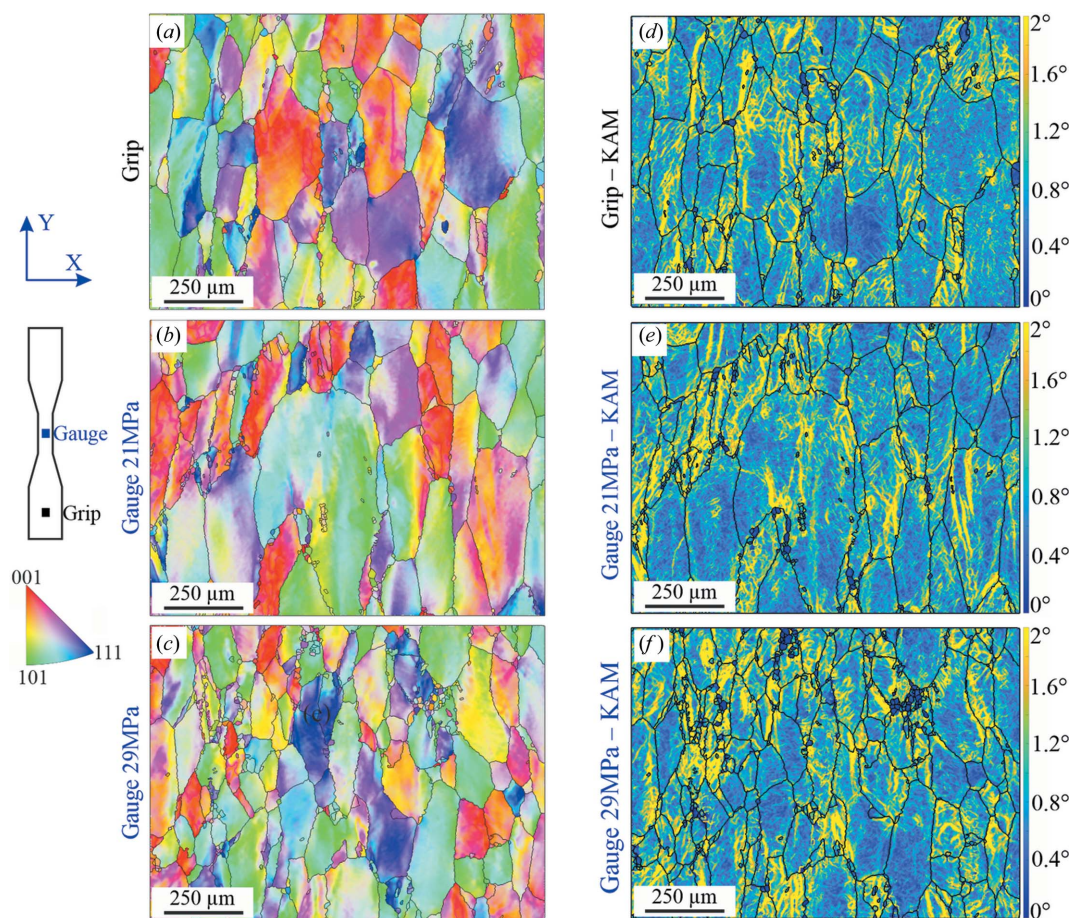 (a)
Grip
250 μm
(d)
Grip – KAM
250 μm
2°
1.6°
1.2°
0.8°
0.4°
0°
Y
X
(b)
Gauge 21MPa
250 μm
(e)
Gauge 21MPa – KAM
250 μm
2°
1.6°
1.2°
0.8°
0.4°
0°
Gauge
Grip
001
111
101
(c)
(c)
Gauge 29MPa
250 μm
(f)
Gauge 29MPa – KAM
250 μm
2°
1.6°
1.2°
0.8°
0.4°
0°